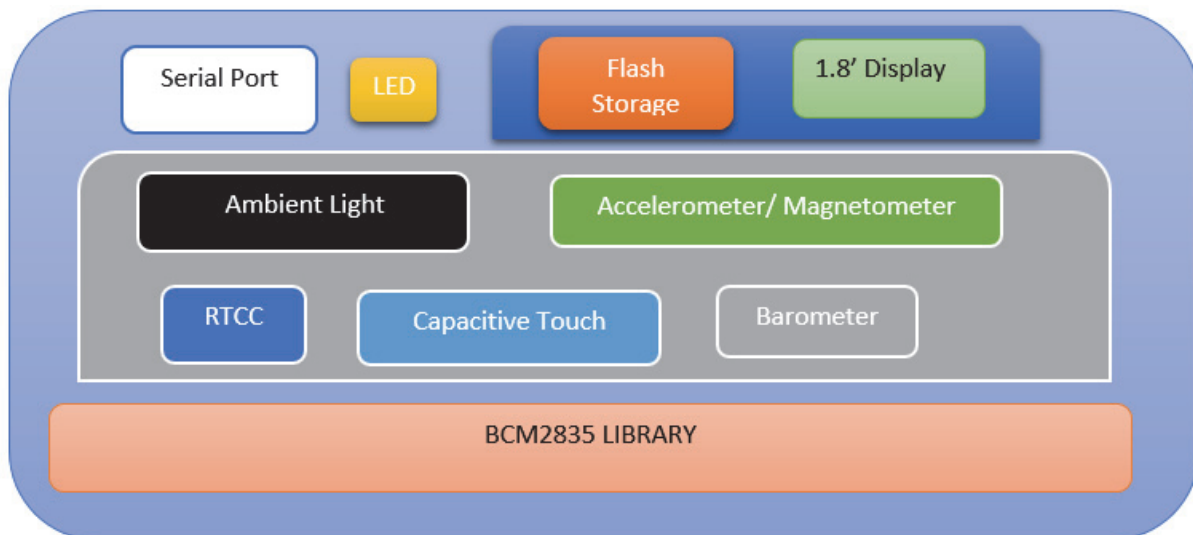 Serial Port
LED
Flash
Storage
1.8’ Display
Ambient Light
Accelerometer/ Magnetometer
RTCC
Capacitive Touch
Barometer
BCM2835 LIBRARY